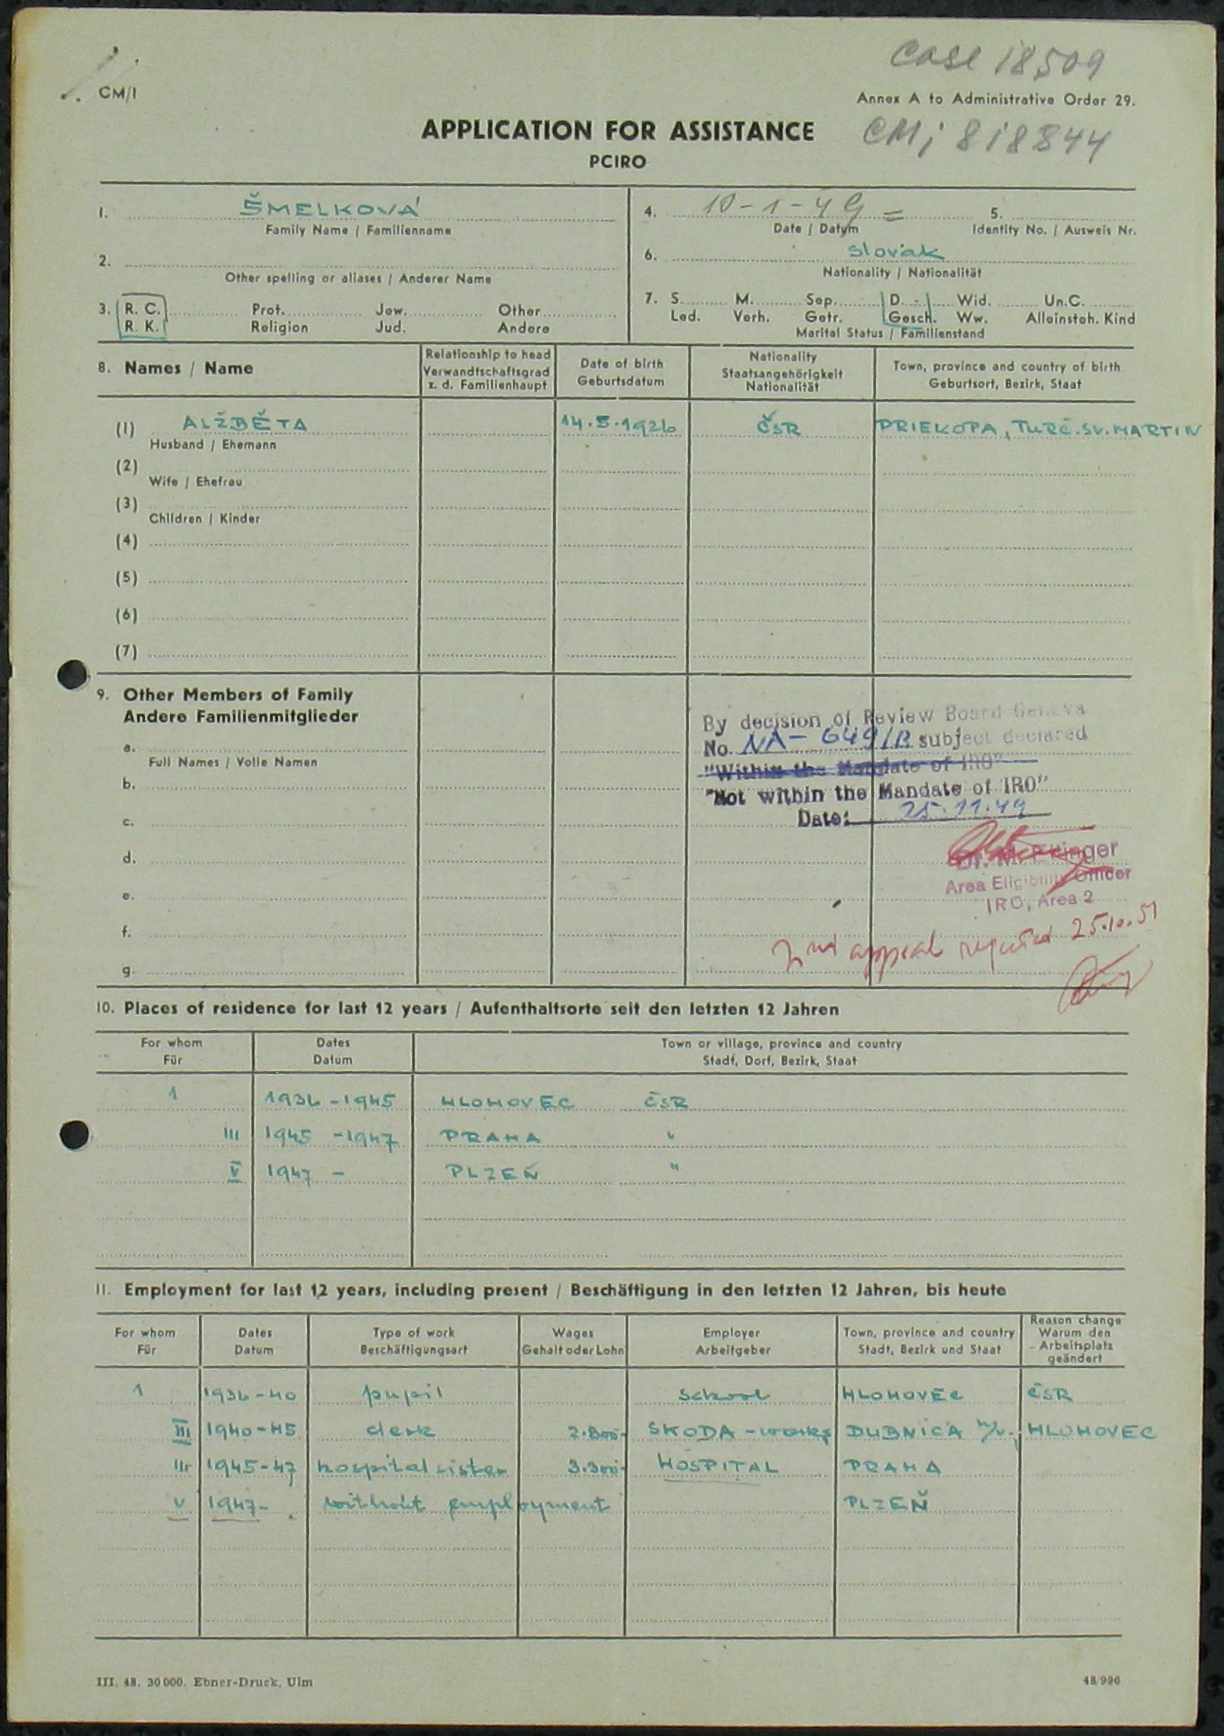 Case 18509
CM/I
Annex A to Administrative Order 29.
APPLICATION FOR ASSISTANCE
CMi 818844
PCIRO
1. ŠMELKOVÁ
Family Name / Familienname
2.
Other spelling or aliases / Anderer Name
3. R. C. Prot. Jew. Other
R. K. Religion Jud. Andere
4. 10-1-49 = 5.
Date / Datum Identity No. / Ausweis Nr.
6. Slovak
Nationality / Nationalität
7. S. M. Sep. D. Wid. Un.C.
Led. Verh. Getr. Gesch. Ww. Alleinsteh. Kind
Marital Status / Familienstand
8. Names / Name
Relationship to head
Verwandtschaftsgrad
z. d. Familienhaupt
Date of birth
Geburtsdatum
Nationality
Staatsangehörigkeit
Nationalität
Town, province and country of birth
Geburtsort, Bezirk, Staat
(1) ALŽBĚTA 14.5.1926 ČSR PRIEKOPA, TURČ.SV.MARTIN
Husband / Ehemann
(2)
Wife / Ehefrau
(3)
Children / Kinder
(4)
(5)
(6)
(7)
9. Other Members of Family
Andere Familienmitglieder
a.
Full Names / Volle Namen
b.
c.
d.
e.
f.
g.
By decision of Review Board Geneva
No. NA-649/B subject declared
"Within the Mandate of IRO"
"Not within the Mandate of IRO"
Date: 25.11.49
Area Eligibility Officer
IRO, Area 2
2nd appeal rejected 25.10.51
10. Places of residence for last 12 years / Aufenthaltsorte seit den letzten 12 Jahren
For whom
Für
Dates
Datum
Town or village, province and country
Stadt, Dorf, Bezirk, Staat
1 1936-1945 HLOHOVEC ČSR
III 1945-1947 PRAHA "
V 1947- PLZEŇ "
11. Employment for last 12 years, including present / Beschäftigung in den letzten 12 Jahren, bis heute
For whom
Für
Dates
Datum
Type of work
Beschäftigungsart
Wages
Gehalt oder Lohn
Employer
Arbeitgeber
Town, province and country
Stadt, Bezirk und Staat
Reason change
Warum den
Arbeitsplatz
geändert
1 1936-40 pupil school HLOHOVEC ČSR
III 1940-45 clerk 2.800- SKODA-works DUBNICA n/V. HLOHOVEC
III 1945-47 hospital sister 3.300- HOSPITAL PRAHA
V 1947- without employment PLZEŇ
III. 48. 30000. Ebner-Druck, Ulm
48/996